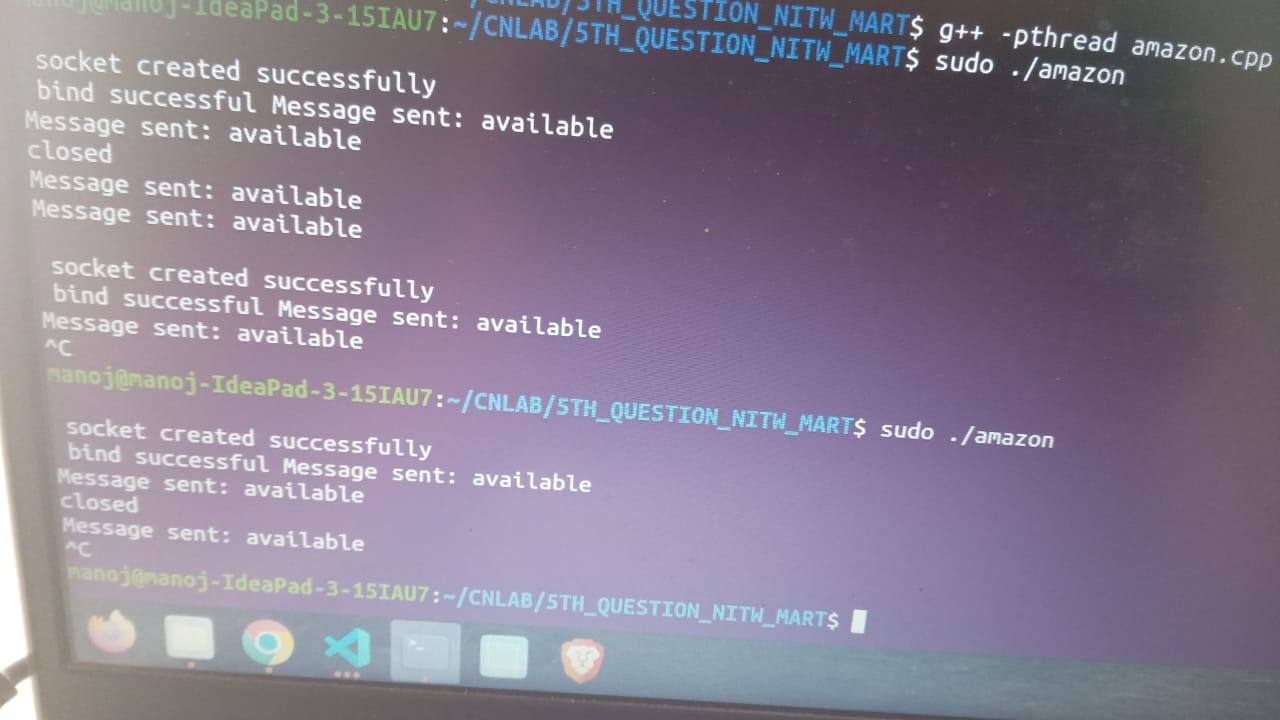 /CNLAB/5TH_QUESTION_NITW_MART$ g++ -pthread amazon.cpp
manoj@manoj-IdeaPad-3-15IAU7:~/CNLAB/5TH_QUESTION_NITW_MART$ sudo ./amazon
socket created successfully
bind successful Message sent: available
Message sent: available
closed
Message sent: available
Message sent: available
socket created successfully
bind successful Message sent: available
Message sent: available
^C
manoj@manoj-IdeaPad-3-15IAU7:~/CNLAB/5TH_QUESTION_NITW_MART$ sudo ./amazon
socket created successfully
bind successful Message sent: available
Message sent: available
closed
Message sent: available
^C
manoj@manoj-IdeaPad-3-15IAU7:~/CNLAB/5TH_QUESTION_NITW_MART$